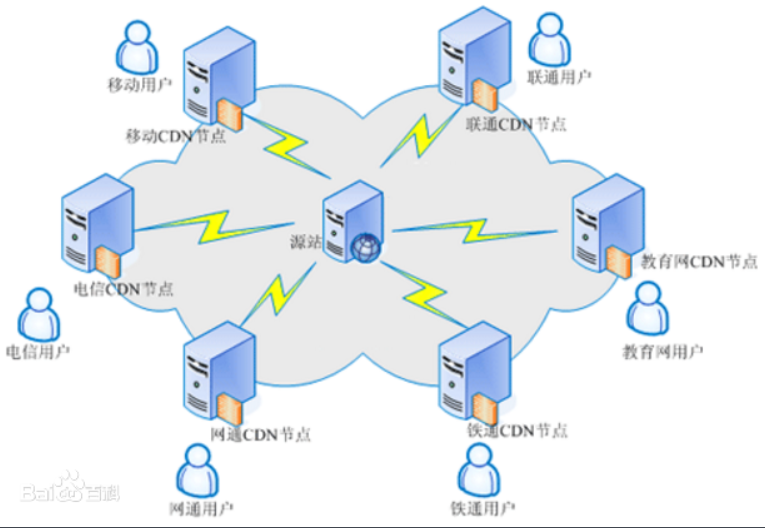 移动用户
联通用户
移动CDN节点
联通CDN节点
源站
教育网CDN节点
电信CDN节点
电信用户
教育网用户
网通CDN节点
铁通CDN节点
网通用户
铁通用户
Baidu百科